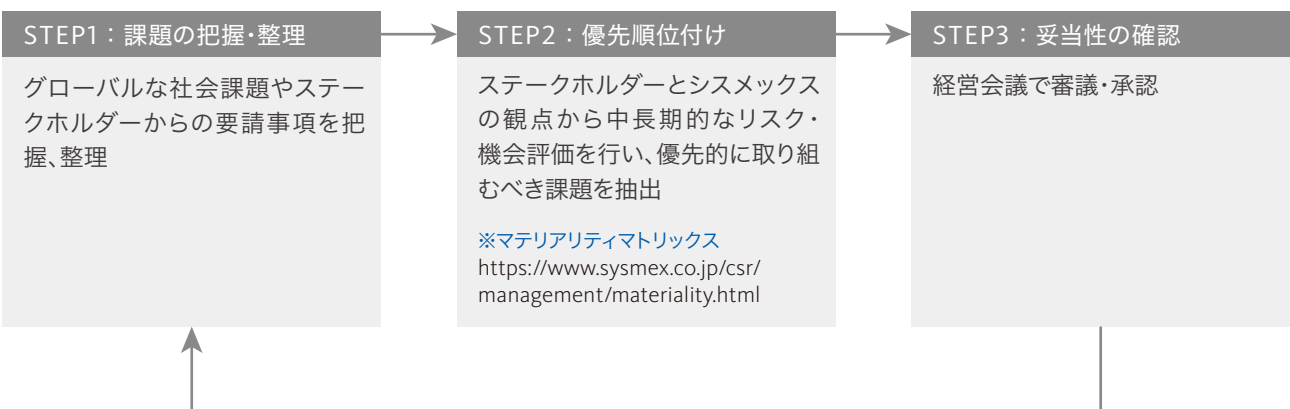 STEP1：課題の把握・整理
グローバルな社会課題やステー
クホルダーからの要請事項を把
握、整理
STEP2：優先順位付け
ステークホルダーとシスメックス
の観点から中長期的なリスク・
機会評価を行い、優先的に取り組
むべき課題を抽出
※マテリアリティマトリックス
https://www.sysmex.co.jp/csr/
management/materiality.html
STEP3：妥当性の確認
経営会議で審議・承認